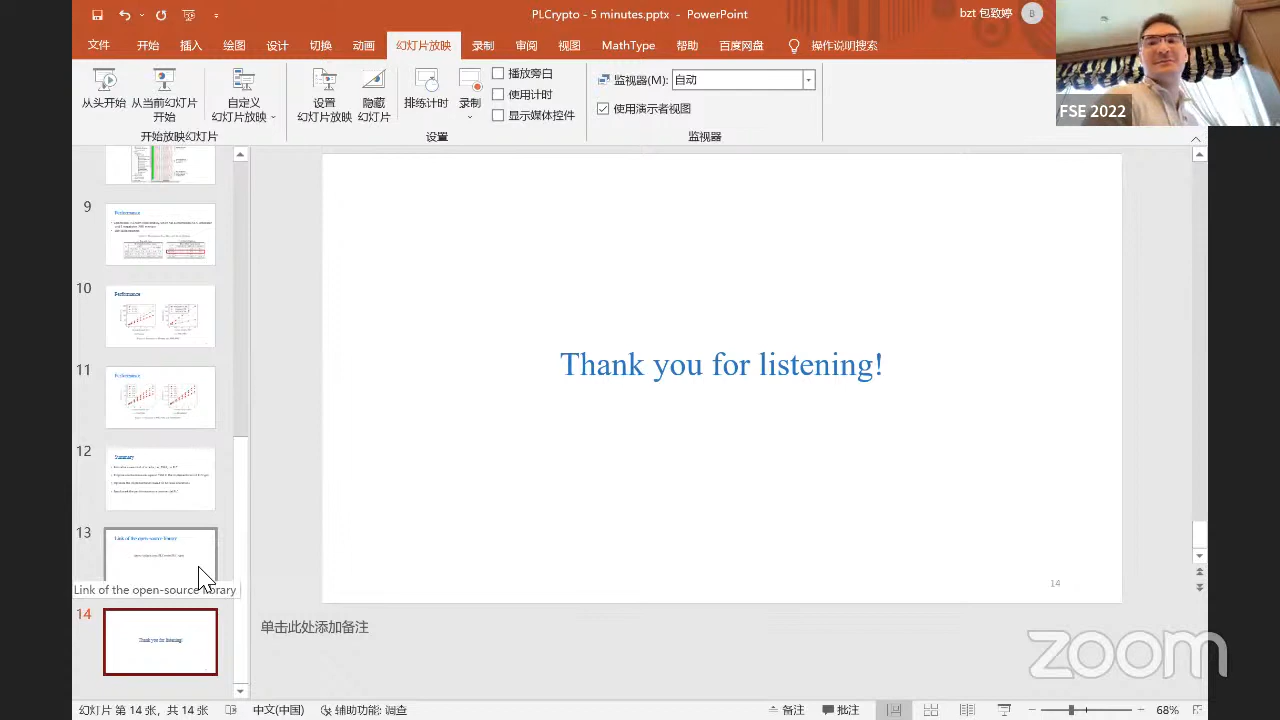 PLCrypto - 5 minutes.pptx - PowerPoint
bzt 包致婷
B
文件 开始 插入 绘图 设计 切换 动画 幻灯片放映 录制 审阅 视图 MathType 帮助 百度网盘 操作说明搜索
从头开始
从当前幻灯片
开始
开始放映幻灯片
自定义
幻灯片放映
设置
幻灯片放映
隐藏
幻灯片
排练计时
录制
播放旁白
使用计时
显示媒体控件
设置
监视器(M): 自动
使用演示者视图
监视器
FSE 2022
9
Performance
10
Performance
11
Performance
12
Summary
13
Link of the open-source library
Link of the open-source library
14
Thank you for listening!
Thank you for listening!
14
单击此处添加备注
zoom
幻灯片 第 14 张，共 14 张
中文(中国)
辅助功能: 调查
备注
批注
68%